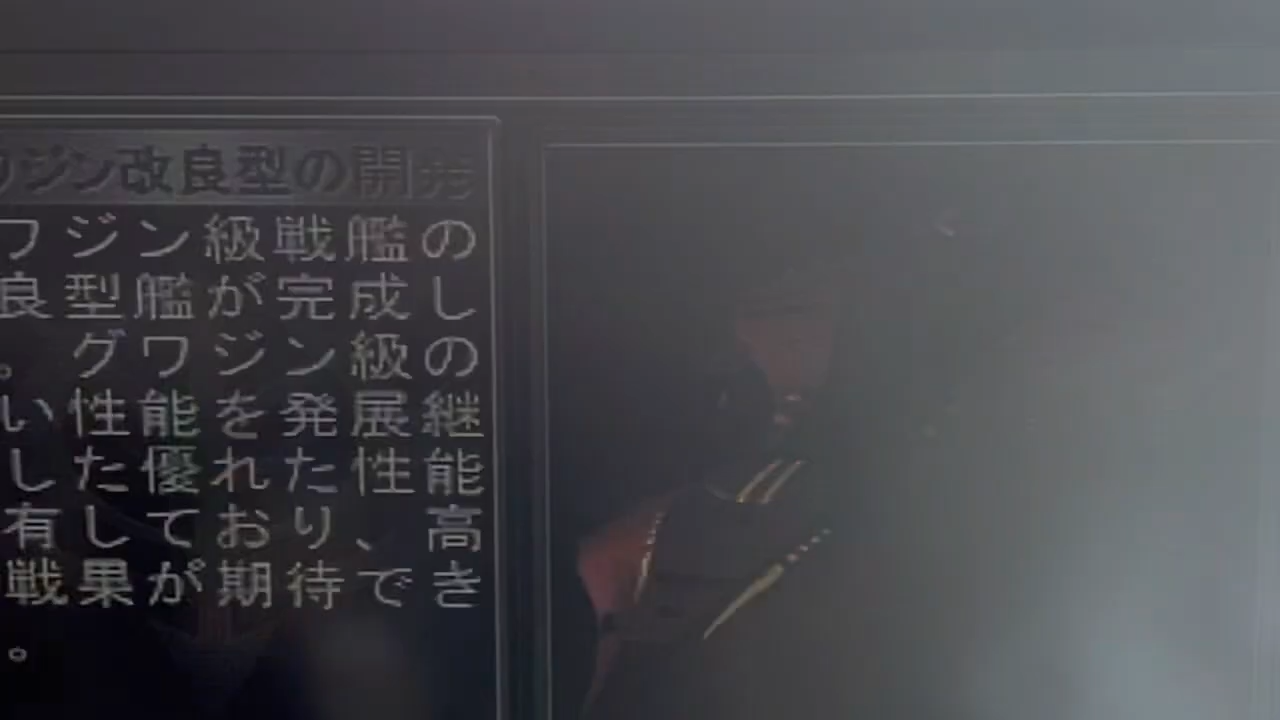 ワジン改良型の開発
ワジン級戦艦の
良型艦が完成し
。グワジン級の
い性能を発展継
した優れた性能
有しており、高
戦果が期待でき
。